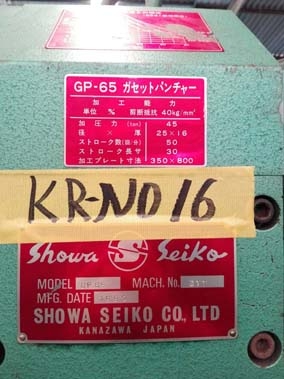 GP-65 ガセットパンチャー
加工能力
単位 剪断抵抗 40kg/mm²
加圧力(ton) 45
径×厚 25×16
ストローク数(回/分) 50
ストローク長サ 30
加工プレート寸法 350×800
KR-NO16
Showa S Seiko
MODEL GP65 MACH. No.
MFG. DATE
SHOWA SEIKO CO., LTD
KANAZAWA JAPAN